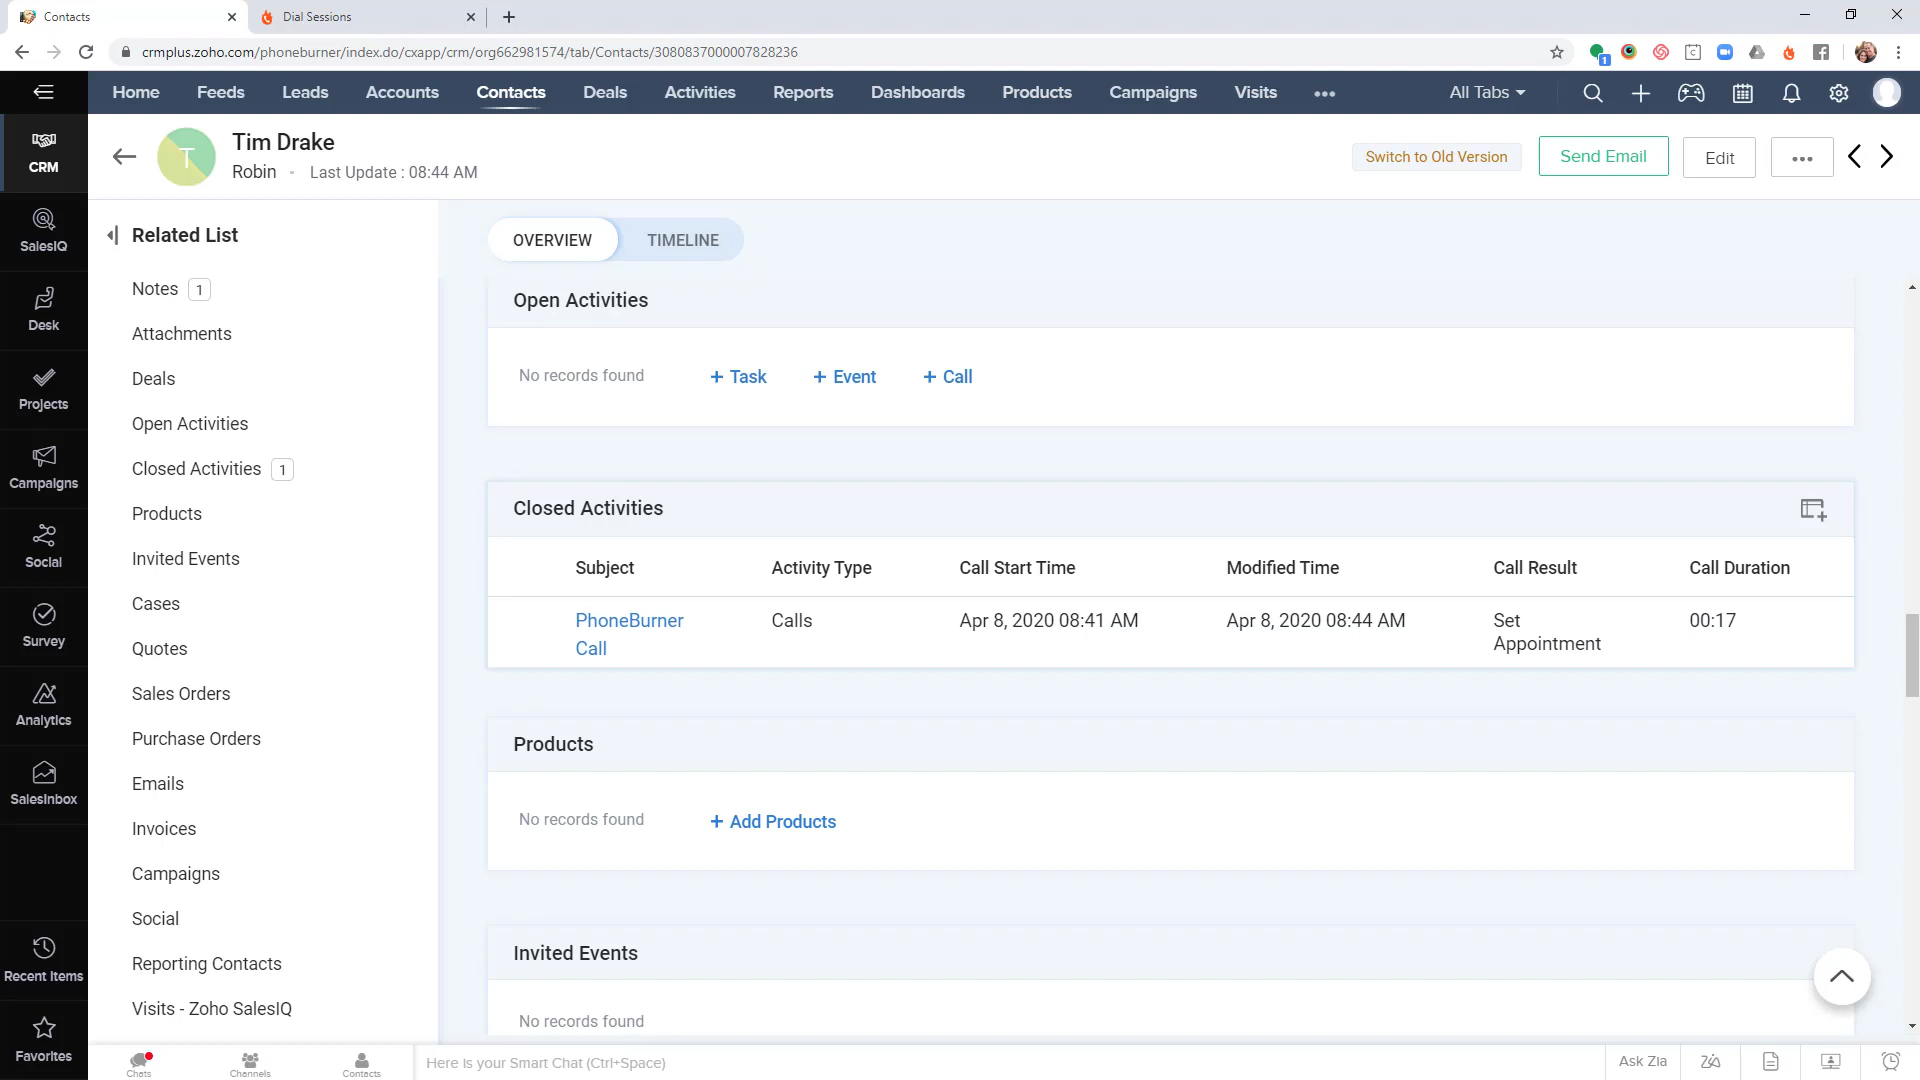 Contacts
Dial Sessions
crmplus.zoho.com/phoneburner/index.do/cxapp/crm/org662981574/tab/Contacts/3080837000007828236
1
Home Feeds Leads Accounts Contacts Deals Activities Reports Dashboards Products Campaigns Visits ••• All Tabs
CRM
SalesIQ
Desk
Projects
Campaigns
Social
Survey
Analytics
SalesInbox
Recent Items
Favorites
T
Tim Drake
Robin - Last Update : 08:44 AM
Switch to Old Version
Send Email
Edit
•••
Related List
Notes 1
Attachments
Deals
Open Activities
Closed Activities 1
Products
Invited Events
Cases
Quotes
Sales Orders
Purchase Orders
Emails
Invoices
Campaigns
Social
Reporting Contacts
Visits - Zoho SalesIQ
OVERVIEW TIMELINE
Open Activities
No records found + Task + Event + Call
Closed Activities
Subject Activity Type Call Start Time Modified Time Call Result Call Duration
PhoneBurner Calls Apr 8, 2020 08:41 AM Apr 8, 2020 08:44 AM Set 00:17
Call Appointment
Products
No records found + Add Products
Invited Events
No records found
Chats Channels Contacts
Here is your Smart Chat (Ctrl+Space)
Ask Zia